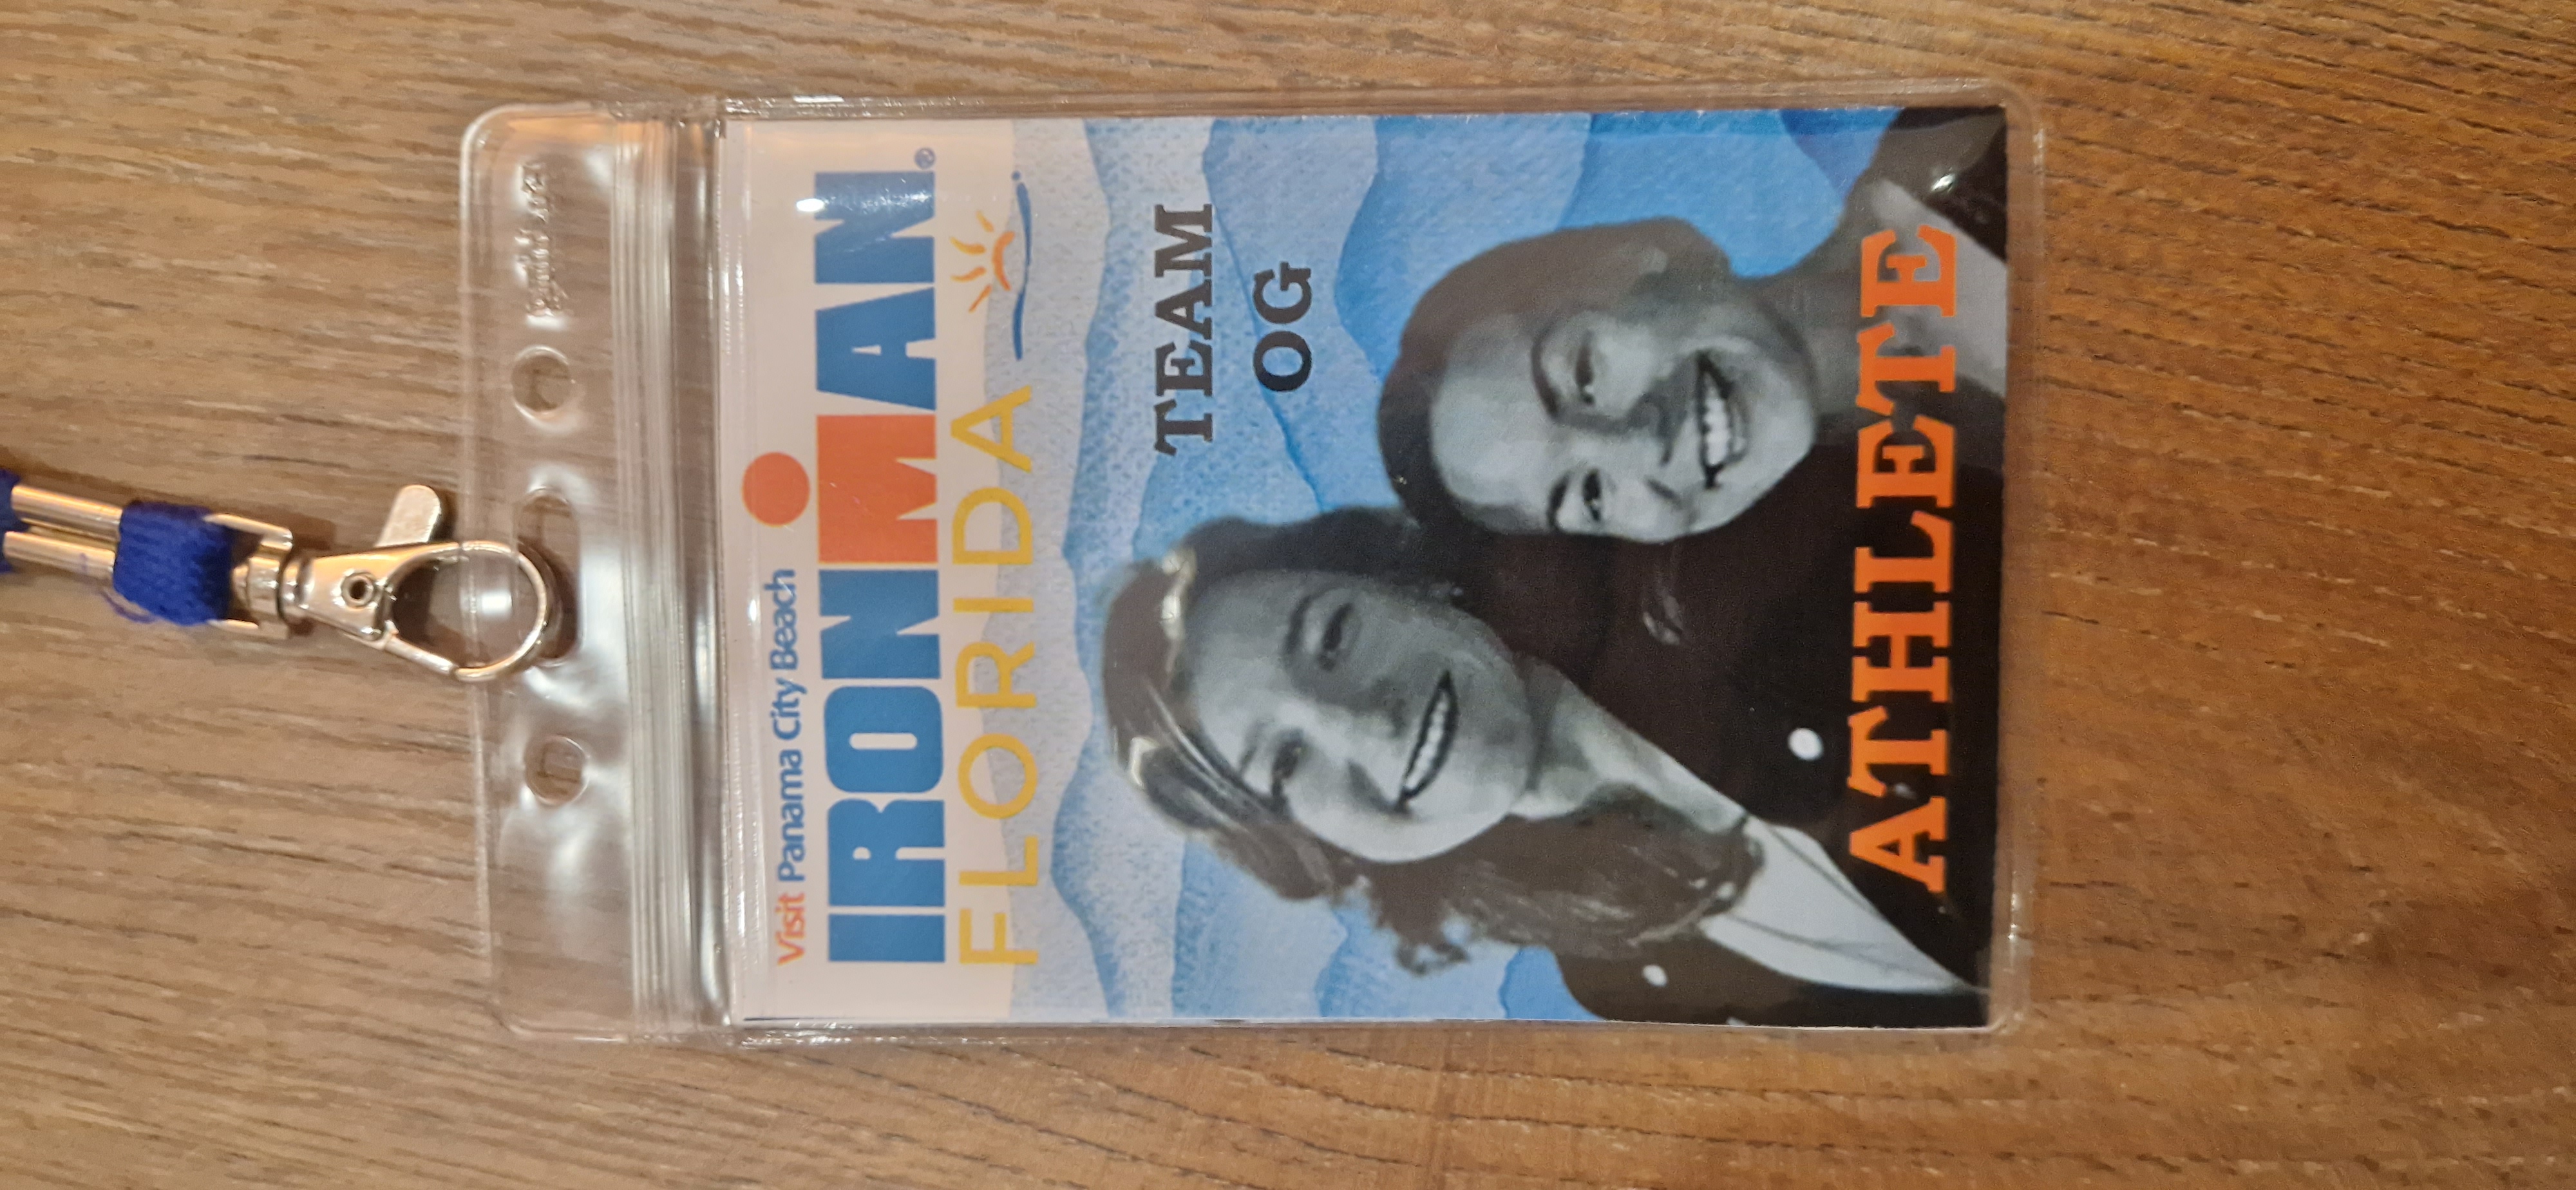 Visit Panama City Beach
IRONMAN®
FLORIDA
TEAM
OG
ATHLETE